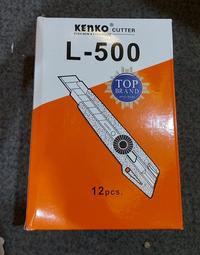 KENKO® CUTTER
L-500
TOP
BRAND
12pcs.